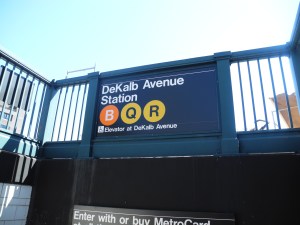 DeKalb Avenue
Station
B Q R
Elevator at DeKalb Avenue
Enter with or buy MetroCard